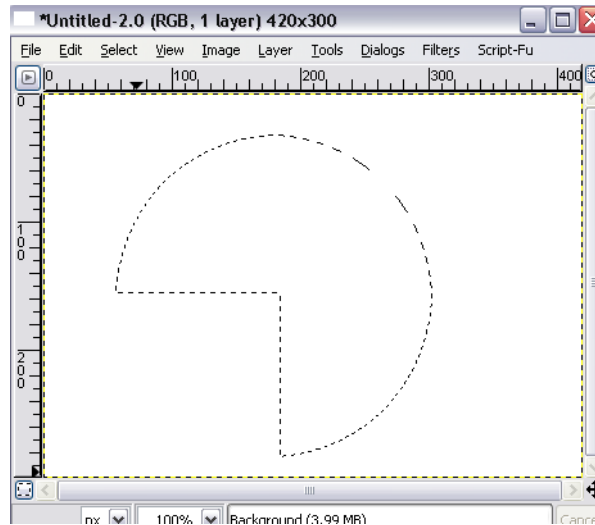 *Untitled-2.0 (RGB, 1 layer) 420x300
File Edit Select View Image Layer Tools Dialogs Filters Script-Fu
0 100 200 300 400
0
100
200
px 100% Background (3.99 MB) Cance